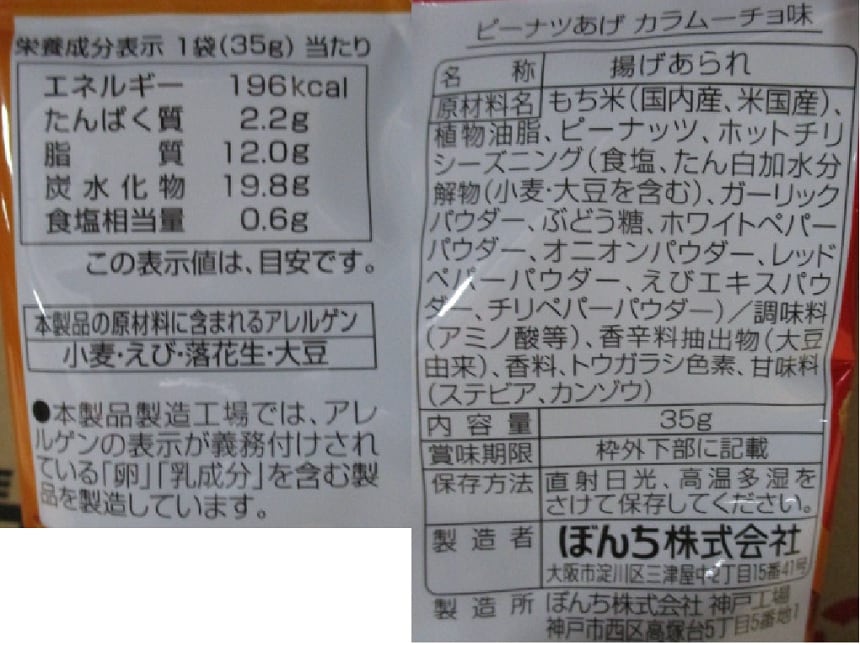 栄養成分表示 1袋(35g) 当たり
エネルギー 196kcal
たんぱく質 2.2g
脂質 12.0g
炭水化物 19.8g
食塩相当量 0.6g
この表示値は、目安です。
本製品の原材料に含まれるアレルゲン
小麦・えび・落花生・大豆
●本製品製造工場では、アレ
ルゲンの表示が義務付けされ
ている「卵」「乳成分」を含む製
品を製造しています。
ピーナツあげ カラムーチョ味
名称 揚げあられ
原材料名 もち米(国内産、米国産)、
植物油脂、ピーナッツ、ホットチリ
シーズニング(食塩、たん白加水分
解物(小麦・大豆を含む)、ガーリック
パウダー、ぶどう糖、ホワイトペパー
パウダー、オニオンパウダー、レッド
ペパーパウダー、えびエキスパウ
ダー、チリペパーパウダー)/調味料
(アミノ酸等)、香辛料抽出物(大豆
由来)、香料、トウガラシ色素、甘味料
(ステビア、カンゾウ)
内容量 35g
賞味期限 枠外下部に記載
保存方法 直射日光、高温多湿を
さけて保存してください。
製造者 ぼんち株式会社
大阪市淀川区三津屋中2丁目15番41号
製造所 ぼんち株式会社 神戸工場
神戸市西区高塚台5丁目5番地1